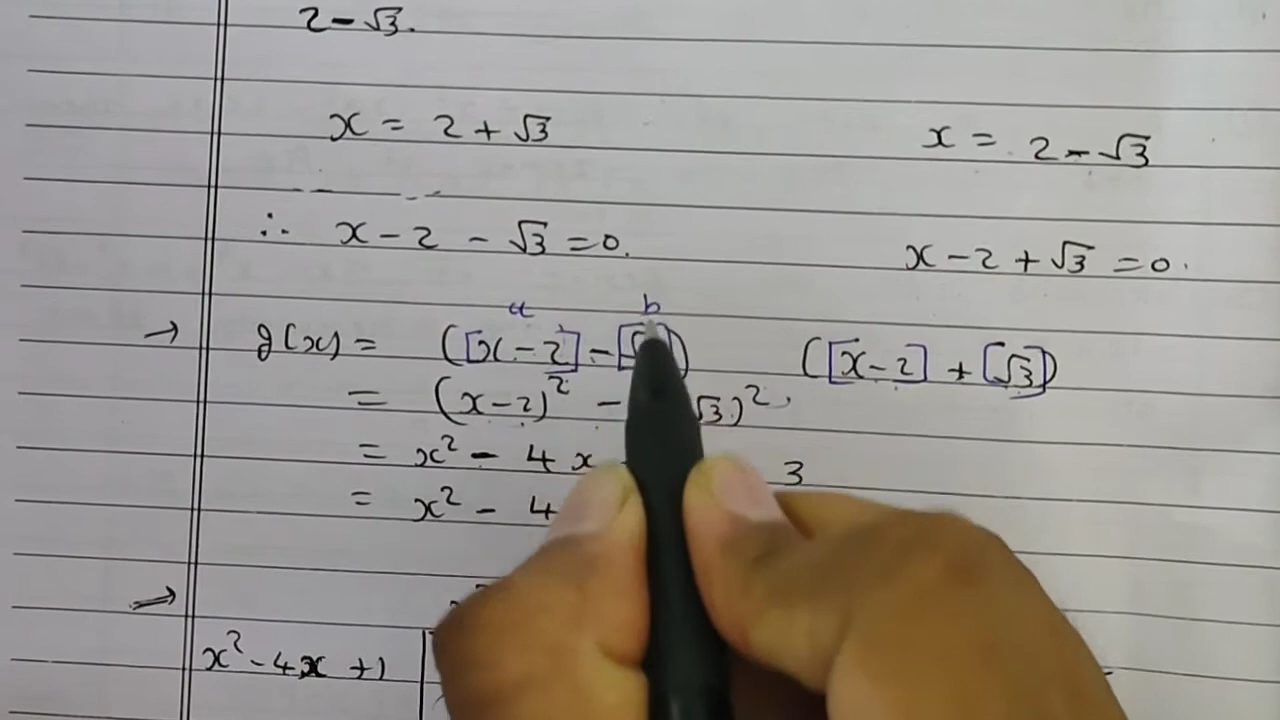 2 - √3.
x = 2 + √3 x = 2 - √3
∴ x - 2 - √3 = 0. x - 2 + √3 = 0.
a b
→ g(x) = ([x - 2] - [ ]) ([x - 2] + [√3])
= (x - 2)² - √3)²,
= x² - 4x 3
= x² - 4
⇒
x² - 4x + 1